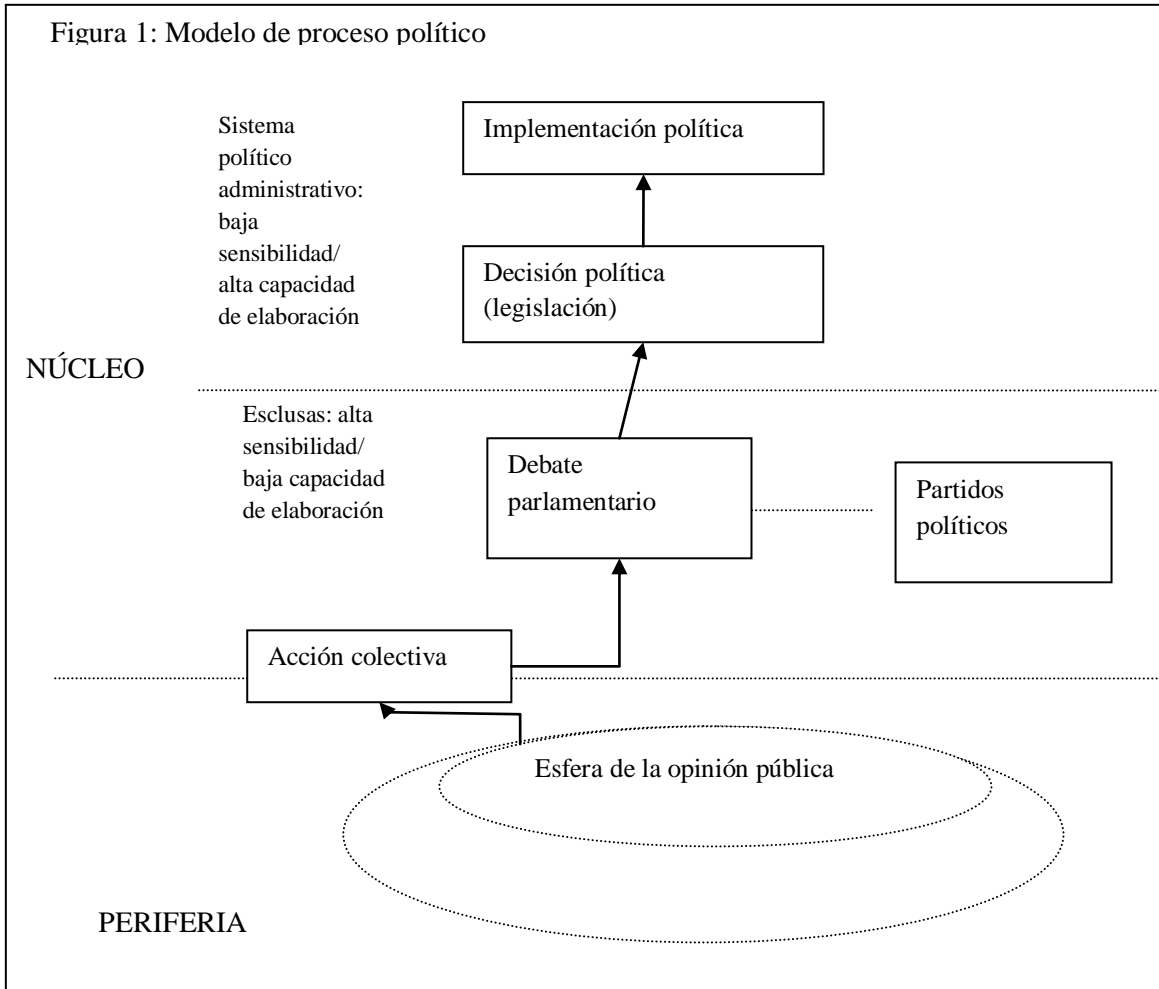 Figura 1: Modelo de proceso político
Sistema
político
administrativo:
baja
sensibilidad/
alta capacidad
de elaboración
Implementación política
Decisión política
(legislación)
NÚCLEO
Esclusas: alta
sensibilidad/
baja capacidad
de elaboración
Debate
parlamentario
Partidos
políticos
Acción colectiva
Esfera de la opinión pública
PERIFERIA